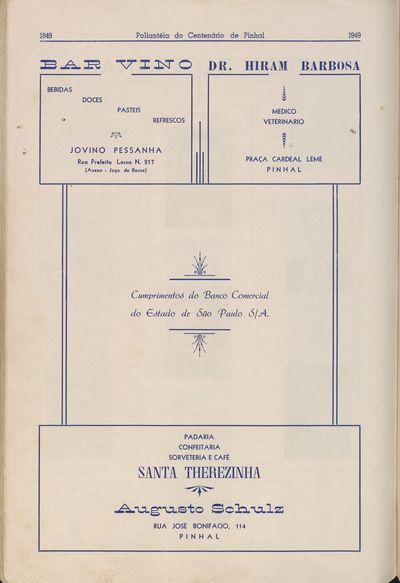 1849 Poliantéia do Centenário de Pinhal 1949
BAR VINO
BEBIDAS
DOCES
PASTEIS
REFRESCOS
JOVINO PESSANHA
Rua Prefeito Lessa N. 217
(Anexo - Jogo de Bocce)
DR. HIRAM BARBOSA
MEDICO
VETERINARIO
PRAÇA CARDEAL LEME
PINHAL
Cumprimentos do Banco Comercial
do Estado de São Paulo S/A.
PADARIA
CONFEITARIA
SORVETERIA E CAFÉ
SANTA THEREZINHA
Augusto Schulz
RUA JOSÉ BONIFACIO, 114
PINHAL